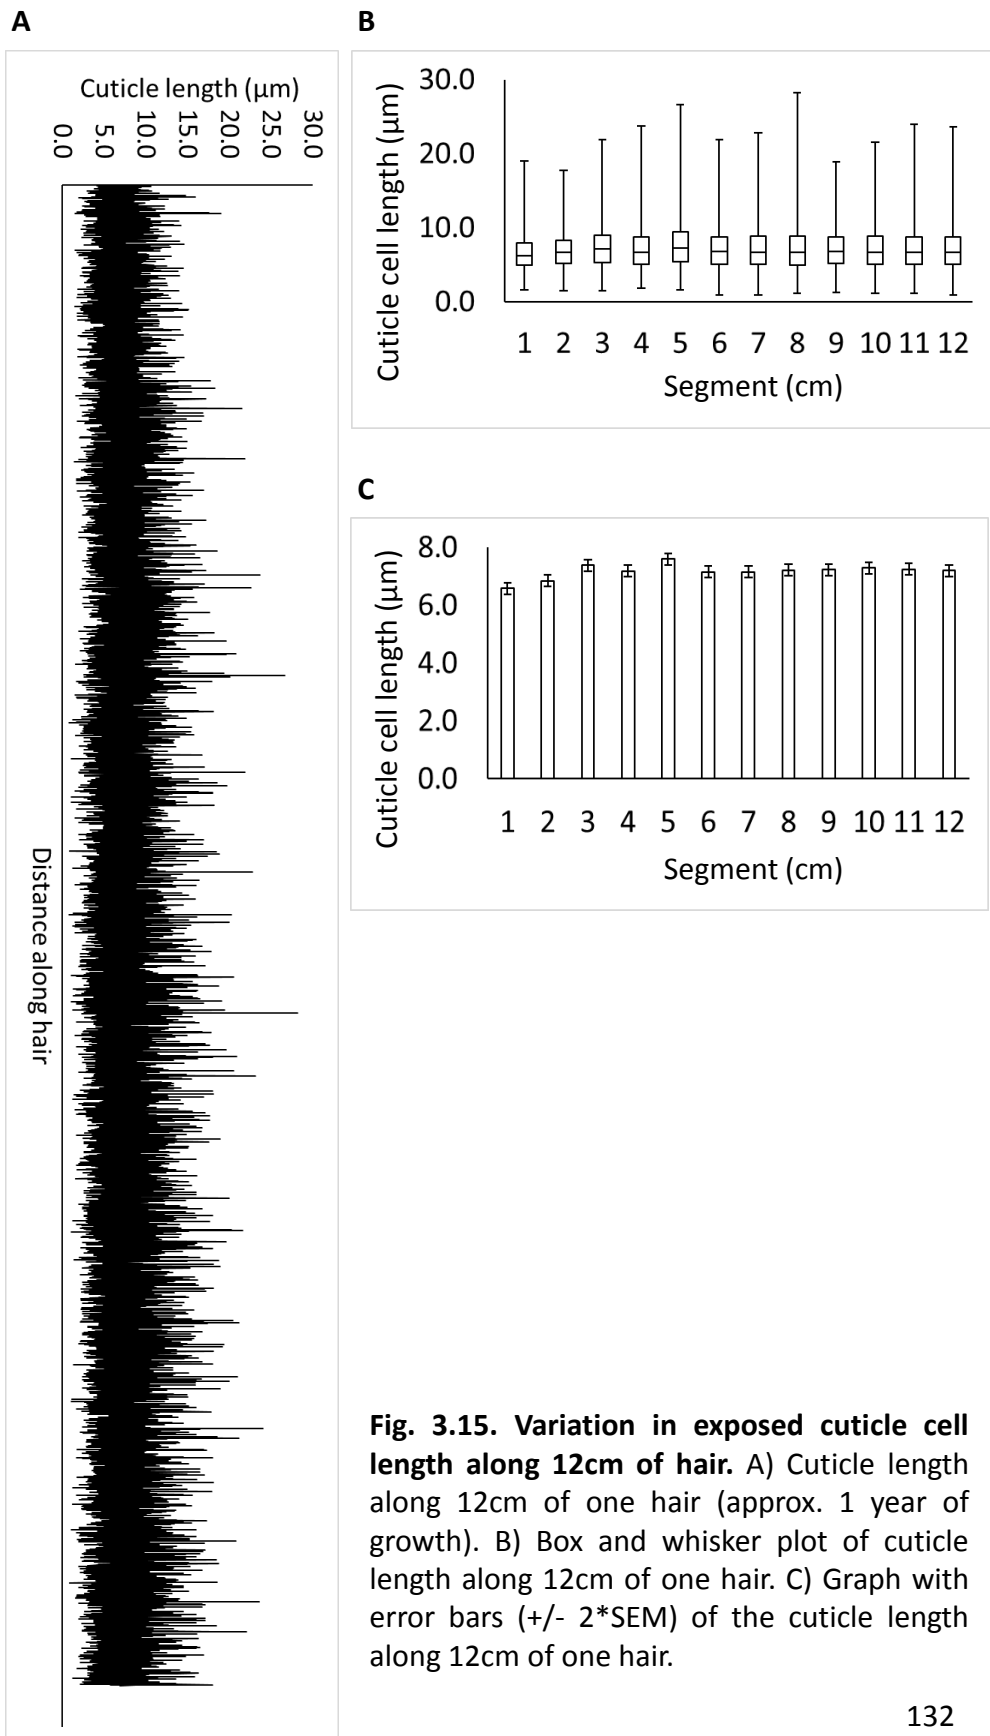 A
Cuticle length (µm)
0.0 5.0 10.0 15.0 20.0 25.0 30.0
Distance along hair
B
Cuticle cell length (µm)
30.0
20.0
10.0
0.0
1 2 3 4 5 6 7 8 9 10 11 12
Segment (cm)
C
Cuticle cell length (µm)
8.0
6.0
4.0
2.0
0.0
1 2 3 4 5 6 7 8 9 10 11 12
Segment (cm)
Fig. 3.15. Variation in exposed cuticle cell
length along 12cm of hair. A) Cuticle length
along 12cm of one hair (approx. 1 year of
growth). B) Box and whisker plot of cuticle
length along 12cm of one hair. C) Graph with
error bars (+/- 2*SEM) of the cuticle length
along 12cm of one hair.
132